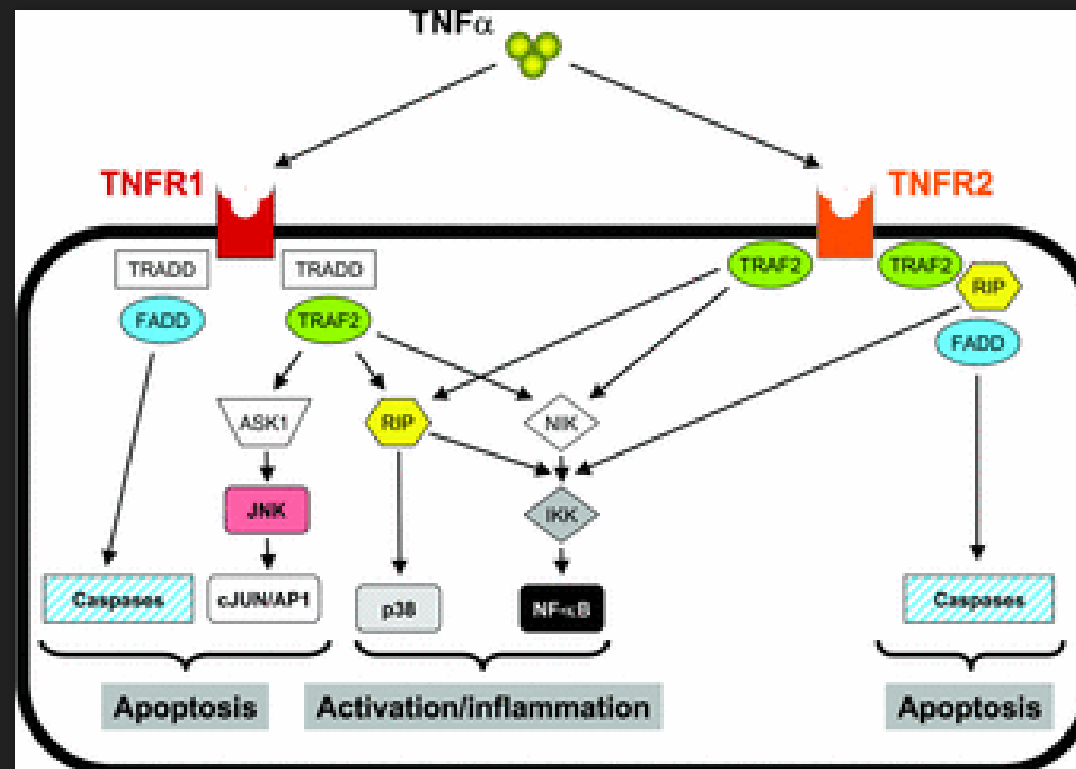 TNFα
TNFR1
TNFR2
TRADD
TRADD
TRAF2
TRAF2
RIP
FADD
TRAF2
FADD
ASK1
RIP
NIK
JNK
IKK
Caspases
cJUN/AP1
p38
NF-κB
Caspases
Apoptosis
Activation/inflammation
Apoptosis